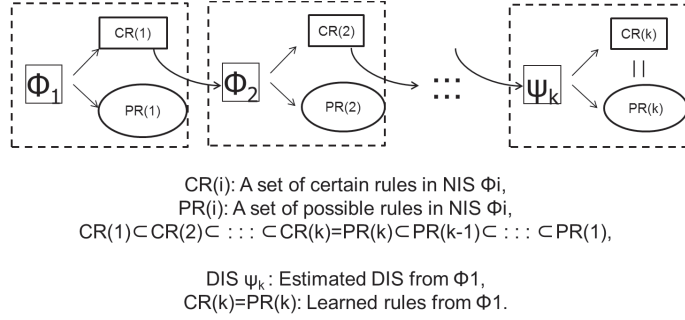 CR(1)
CR(2)
CR(k)
Φ1
Φ2
: : :
ψk
=
PR(1)
PR(2)
PR(k)
CR(i): A set of certain rules in NIS Φi,
PR(i): A set of possible rules in NIS Φi,
CR(1)⊂CR(2)⊂ : : : ⊂CR(k)=PR(k)⊂PR(k-1)⊂ : : : ⊂PR(1),
DIS ψk : Estimated DIS from Φ1,
CR(k)=PR(k): Learned rules from Φ1.